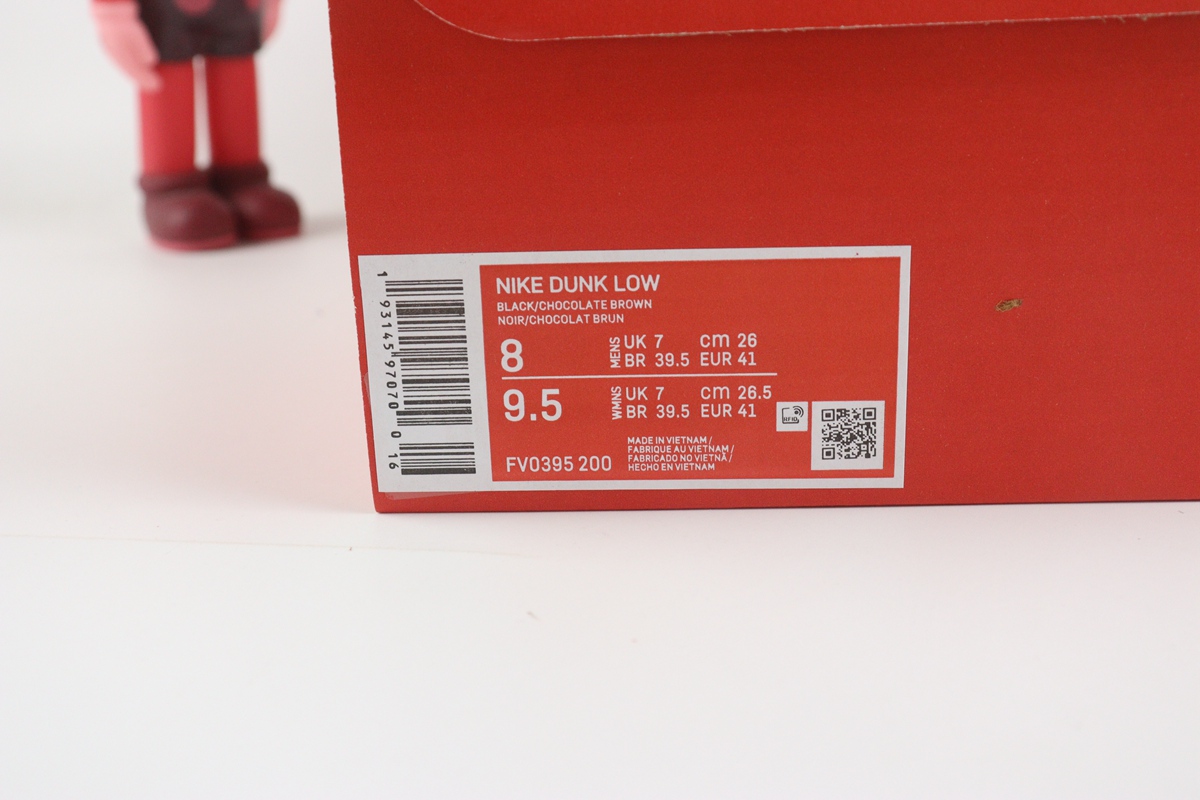 NIKE DUNK LOW
BLACK/CHOCOLATE BROWN
NOIR/CHOCOLAT BRUN
8 MENS UK 7 cm 26
BR 39.5 EUR 41
9.5 WMNS UK 7 cm 26.5
BR 39.5 EUR 41
RFID
MADE IN VIETNAM /
FABRIQUE AU VIETNAM /
FABRICADO NO VIETNÃ /
HECHO EN VIETNAM
FV0395 200
1 93145 97070 0 16